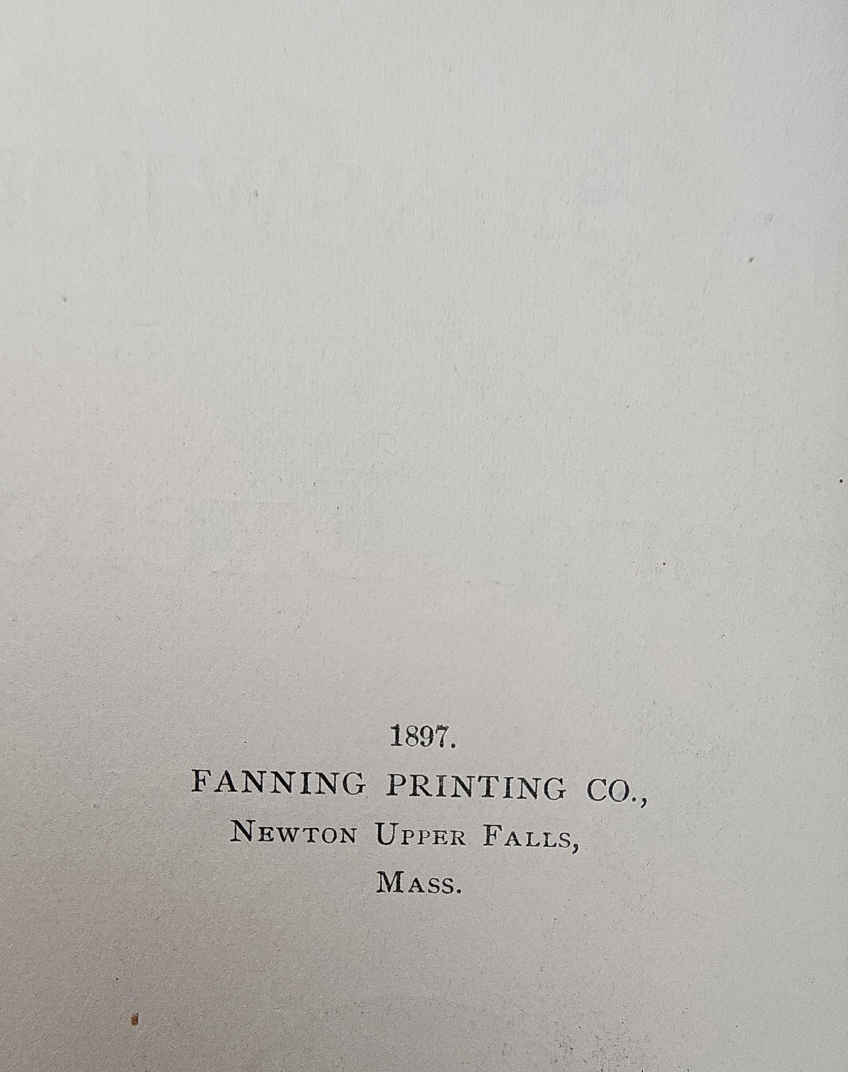 1897.
FANNING PRINTING CO.,
NEWTON UPPER FALLS,
MASS.